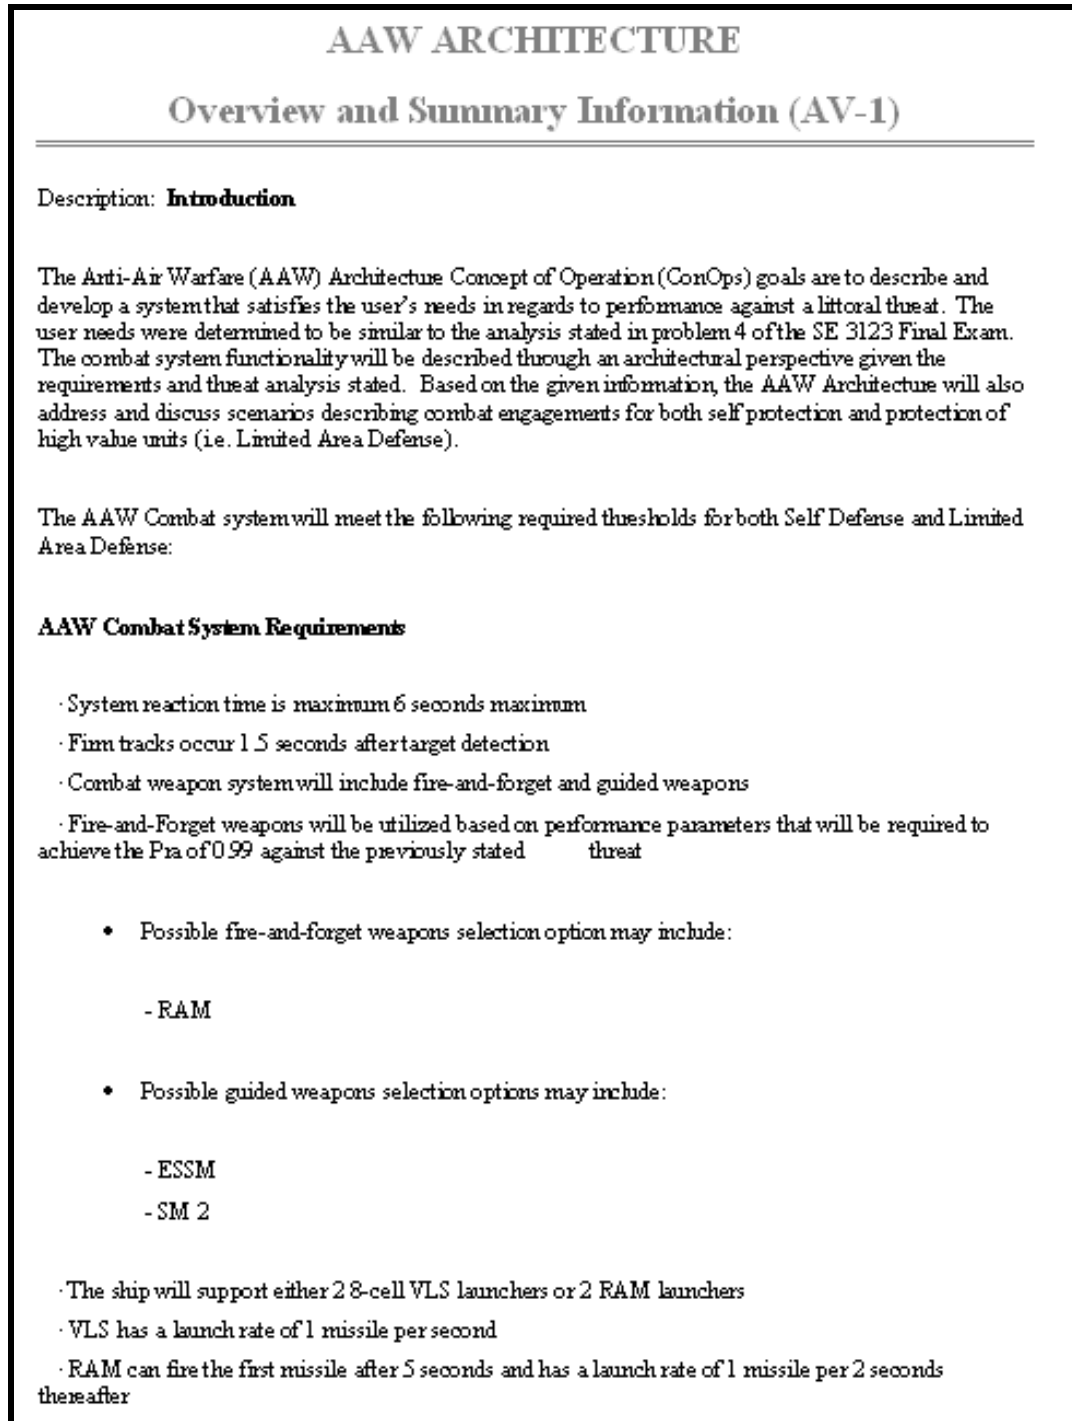 AAW ARCHITECTURE
Overview and Summary Information (AV-1)
Description: Introduction
The Anti-Air Warfare (AAW) Architecture Concept of Operation (ConOps) goals are to describe and
develop a system that satisfies the user's needs in regards to performance against a littoral threat. The
user needs were determined to be similar to the analysis stated in problem 4 of the SE 3123 Final Exam.
The combat system functionality will be described through an architectural perspective given the
requirements and threat analysis stated. Based on the given information, the AAW Architecture will also
address and discuss scenarios describing combat engagements for both self protection and protection of
high value units (i.e. Limited Area Defense).
The AAW Combat system will meet the following required thresholds for both Self Defense and Limited
Area Defense:
AAW Combat System Requirements
· System reaction time is maximum 6 seconds maximum
· Firm tracks occur 1.5 seconds after target detection
· Combat weapon system will include fire-and-forget and guided weapons
· Fire-and-Forget weapons will be utilized based on performance parameters that will be required to
achieve the Pra of 0.99 against the previously stated threat
• Possible fire-and-forget weapons selection option may include:
- RAM
• Possible guided weapons selection options may include:
- ESSM
- SM 2
· The ship will support either 2 8-cell VLS launchers or 2 RAM launchers
· VLS has a launch rate of 1 missile per second
· RAM can fire the first missile after 5 seconds and has a launch rate of 1 missile per 2 seconds
thereafter